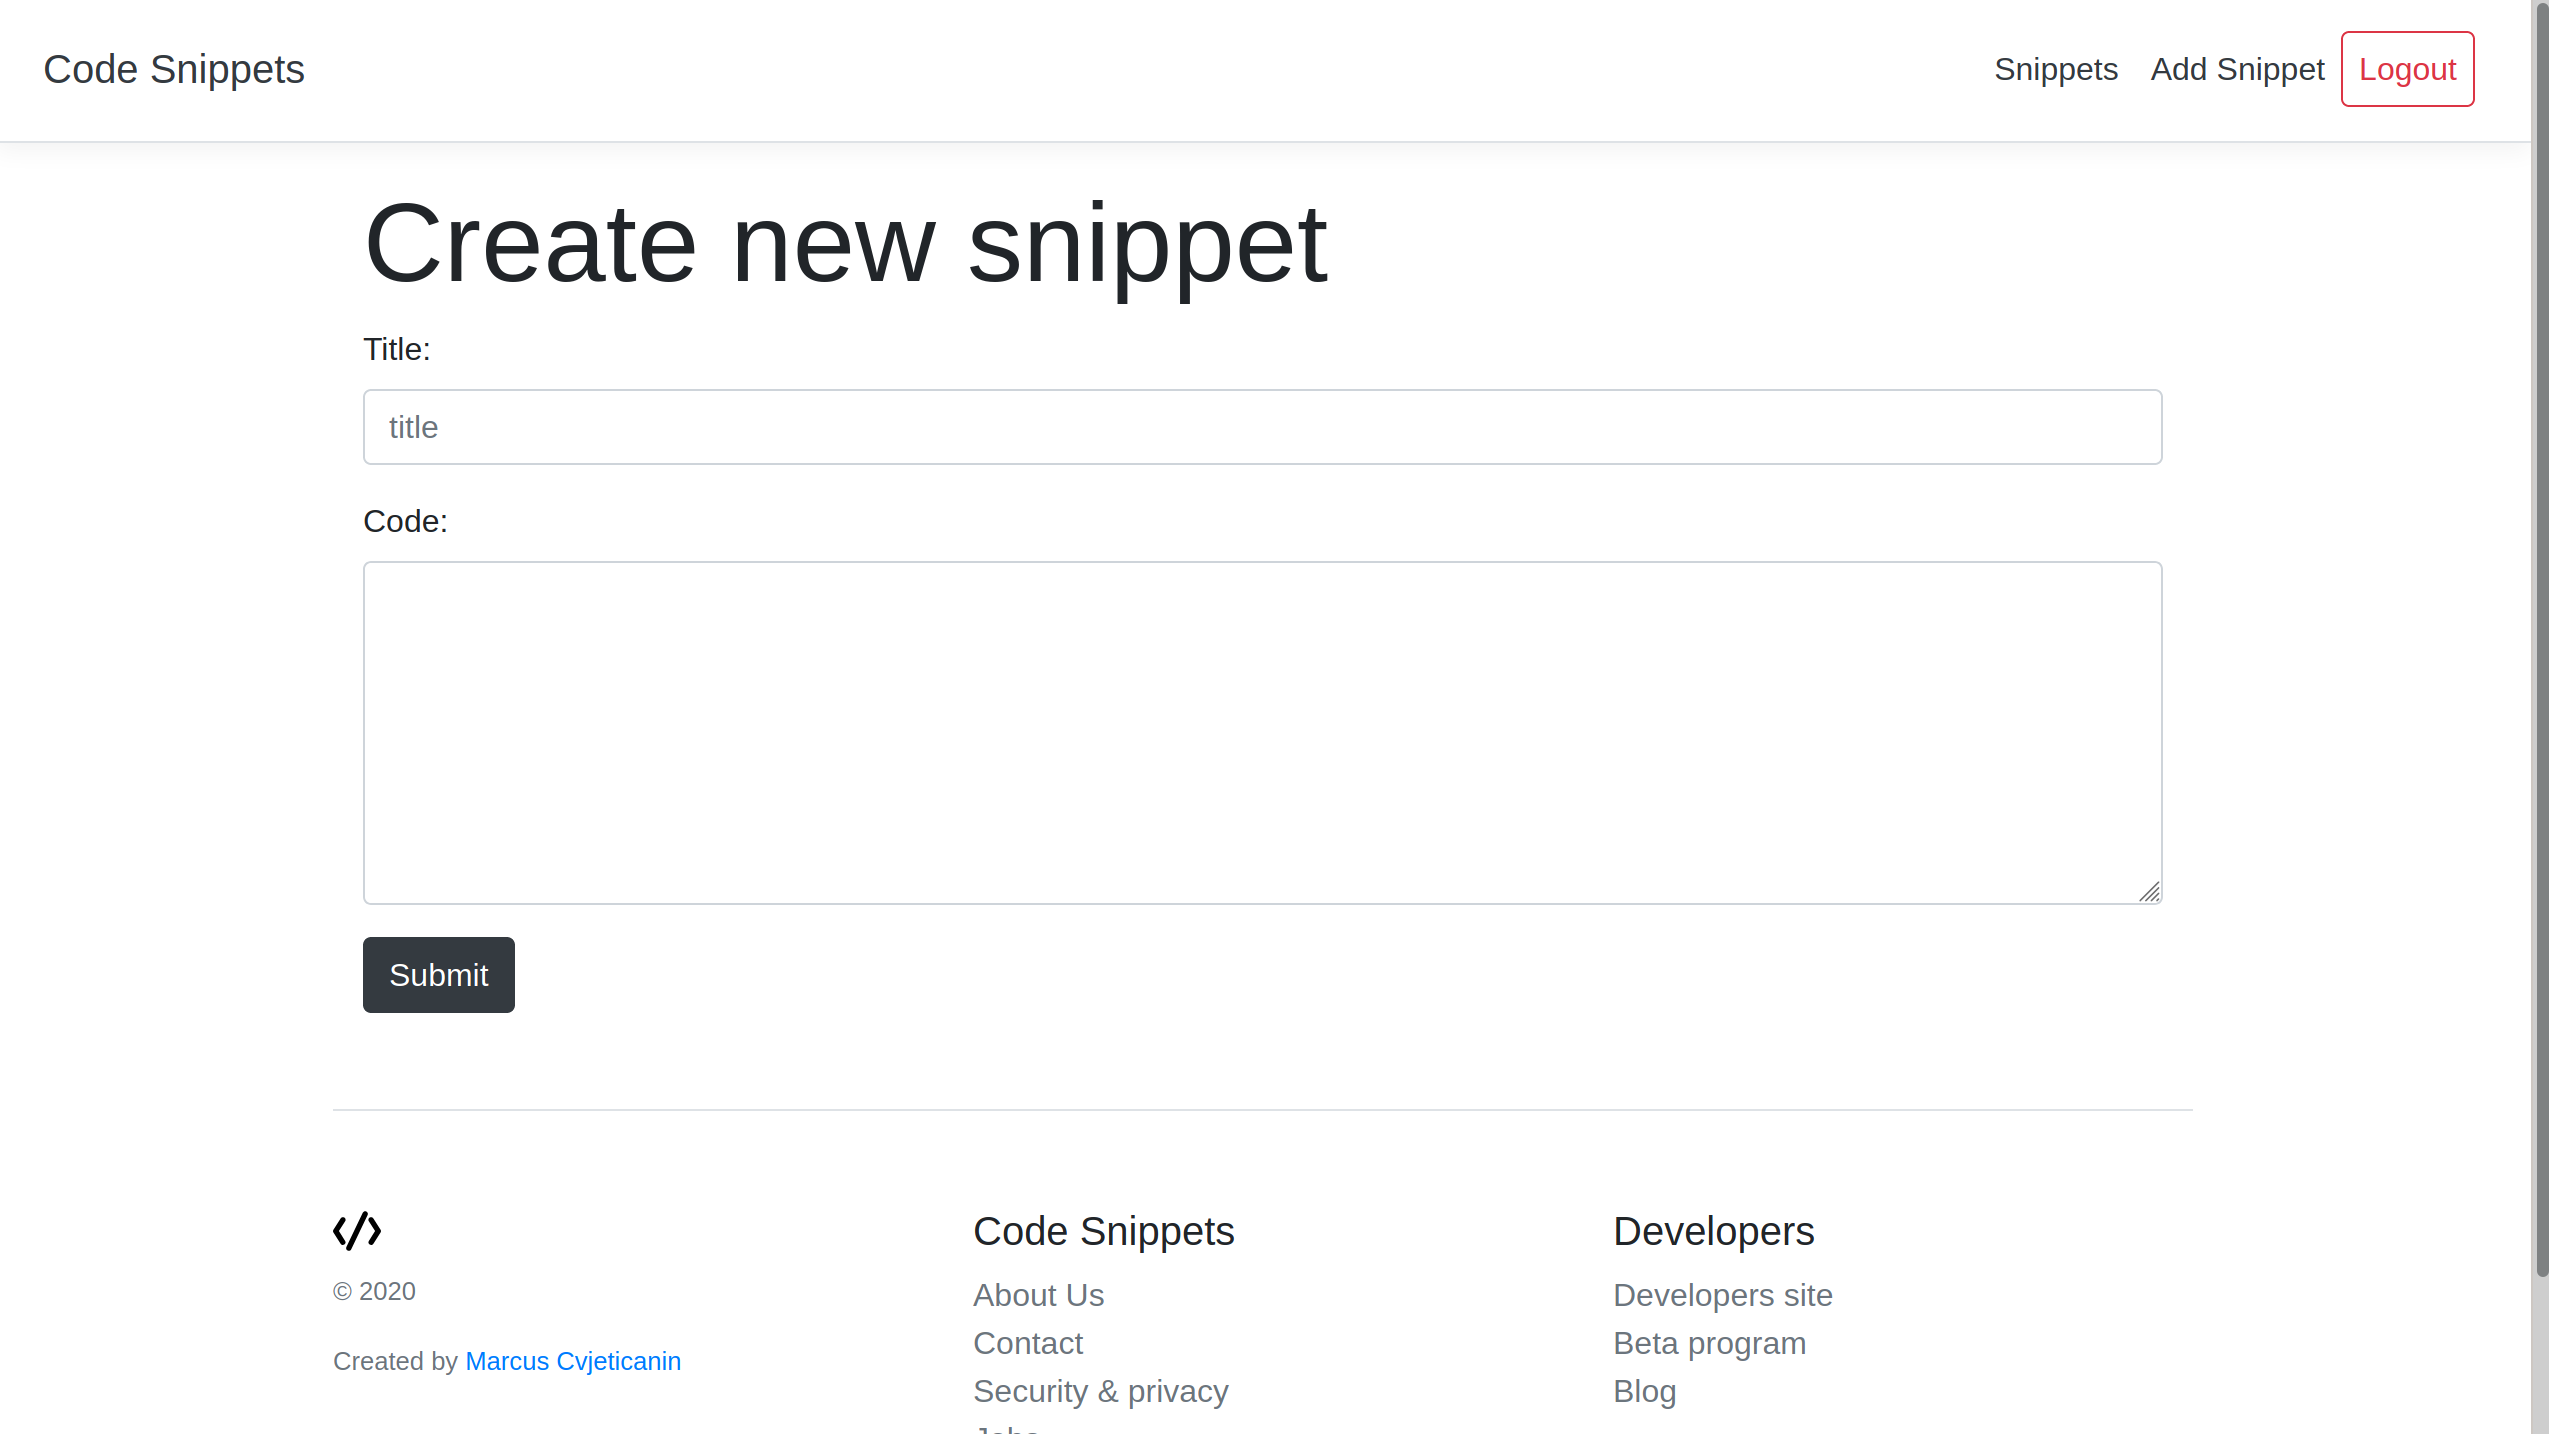 Code Snippets
Snippets Add Snippet Logout
Create new snippet
Title:
title
Code:
Submit
© 2020
Created by Marcus Cvjeticanin
Code Snippets
About Us
Contact
Security & privacy
Developers
Developers site
Beta program
Blog